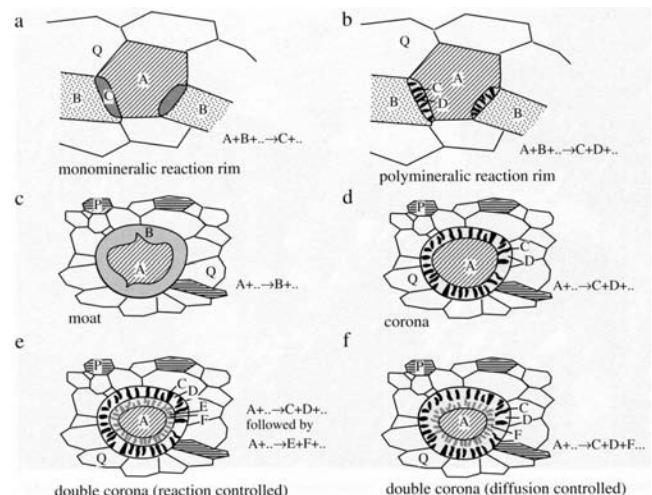 a
Q
A
B
C
B
A+B+..→C+..
monomineralic reaction rim
b
Q
A
C
D
B
B
A+B+..→C+D+..
polymineralic reaction rim
c
P
B
A
Q
A+..→B+..
moat
d
P
C
D
A
Q
A+..→C+D+..
corona
e
P
C
D
E
F
A
Q
A+..→C+D+..
followed by
A+..→E+F+..
double corona (reaction controlled)
f
P
C
D
F
A
Q
A+..→C+D+F...
double corona (diffusion controlled)